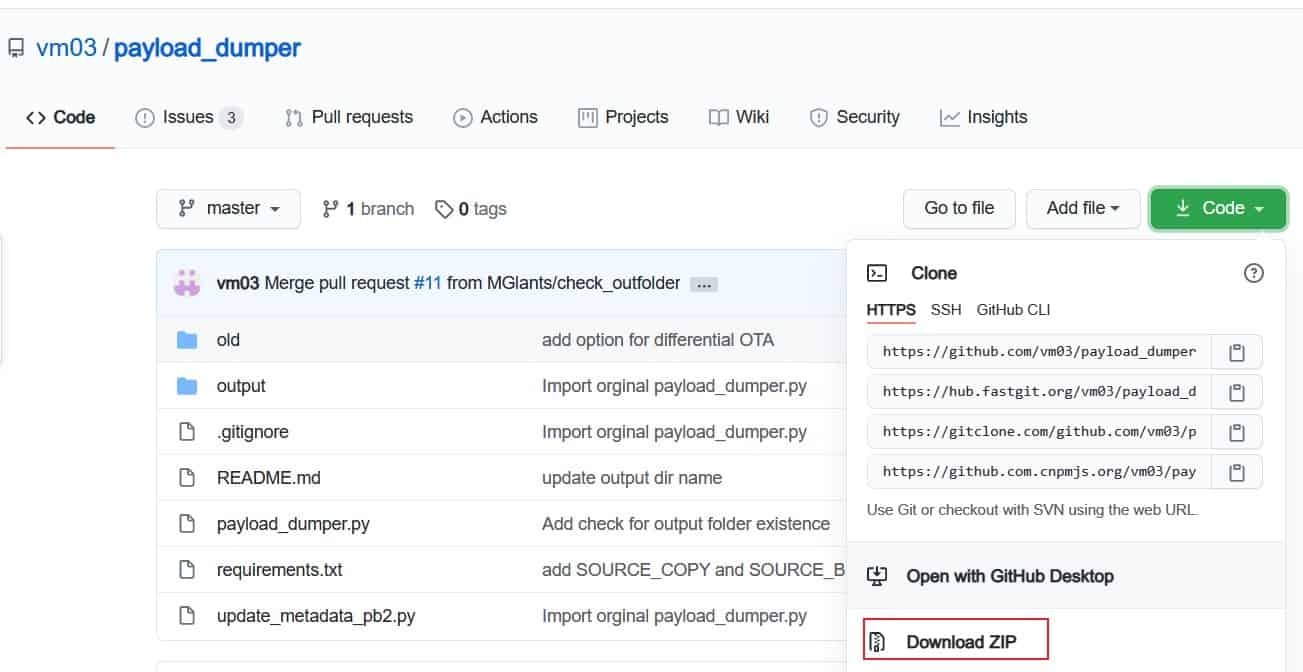 vm03 / payload_dumper
Code Issues 3 Pull requests Actions Projects Wiki Security Insights
master 1 branch 0 tags Go to file Add file Code
vm03 Merge pull request #11 from MGlants/check_outfolder ...
old add option for differential OTA
output Import orginal payload_dumper.py
.gitignore Import orginal payload_dumper.py
README.md update output dir name
payload_dumper.py Add check for output folder existence
requirements.txt add SOURCE_COPY and SOURCE_B
update_metadata_pb2.py Import orginal payload_dumper.py
Clone
HTTPS SSH GitHub CLI
https://github.com/vm03/payload_dumper
https://hub.fastgit.org/vm03/payload_d
https://gitclone.com/github.com/vm03/p
https://github.com.cnpmjs.org/vm03/pay
Use Git or checkout with SVN using the web URL.
Open with GitHub Desktop
Download ZIP